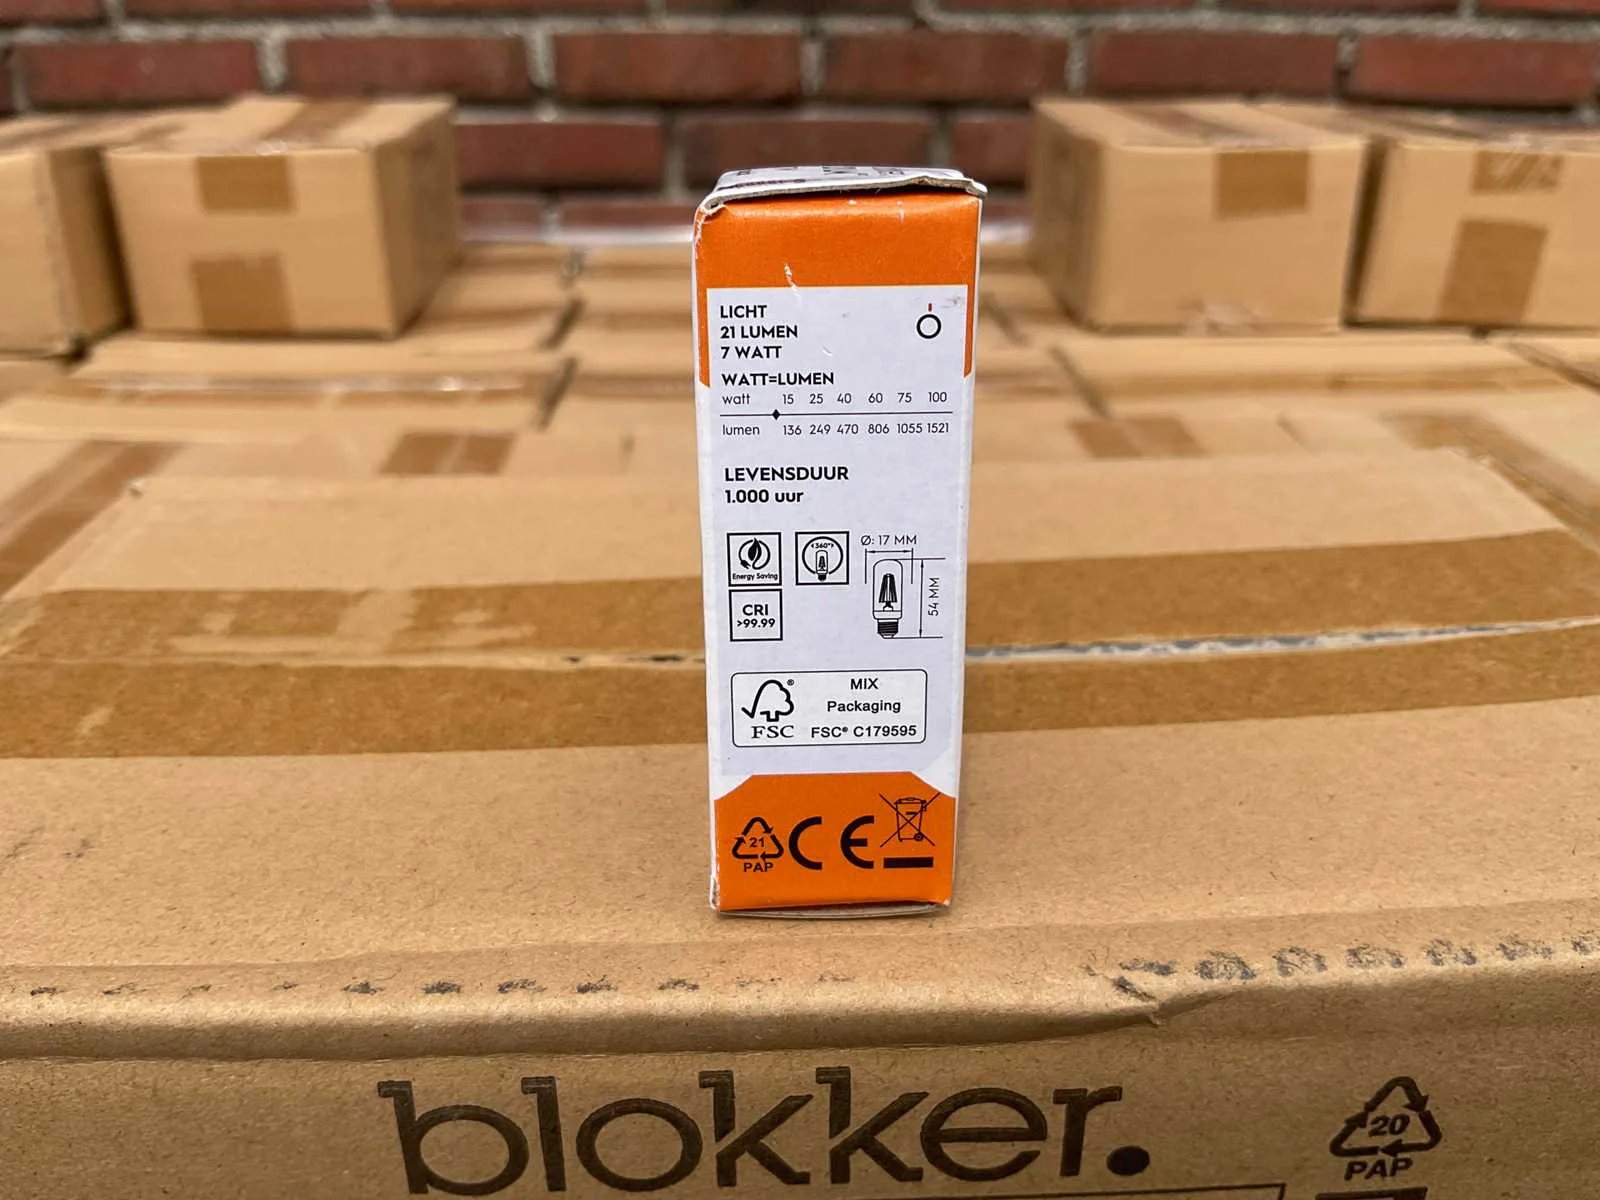 LICHT
21 LUMEN
7 WATT
WATT=LUMEN
watt 15 25 40 60 75 100
lumen 136 249 470 806 1055 1521
LEVENSDUUR
1.000 uur
Energy Saving
360°
Ø: 17 MM
54 MM
CRI
>99.99
FSC®
MIX
Packaging
FSC® C179595
21
PAP
CE
blokker.
20
PAP